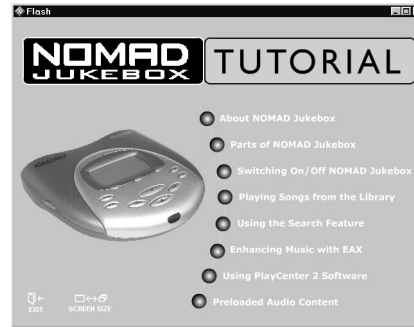 Flash
NOMAD JUKEBOX TUTORIAL
About NOMAD Jukebox
Parts of NOMAD Jukebox
Switching On/Off NOMAD Jukebox
Playing Songs from the Library
Using the Search Feature
Enhancing Music with EAX
Using PlayCenter 2 Software
Preloaded Audio Content
EXIT
SCREEN SIZE